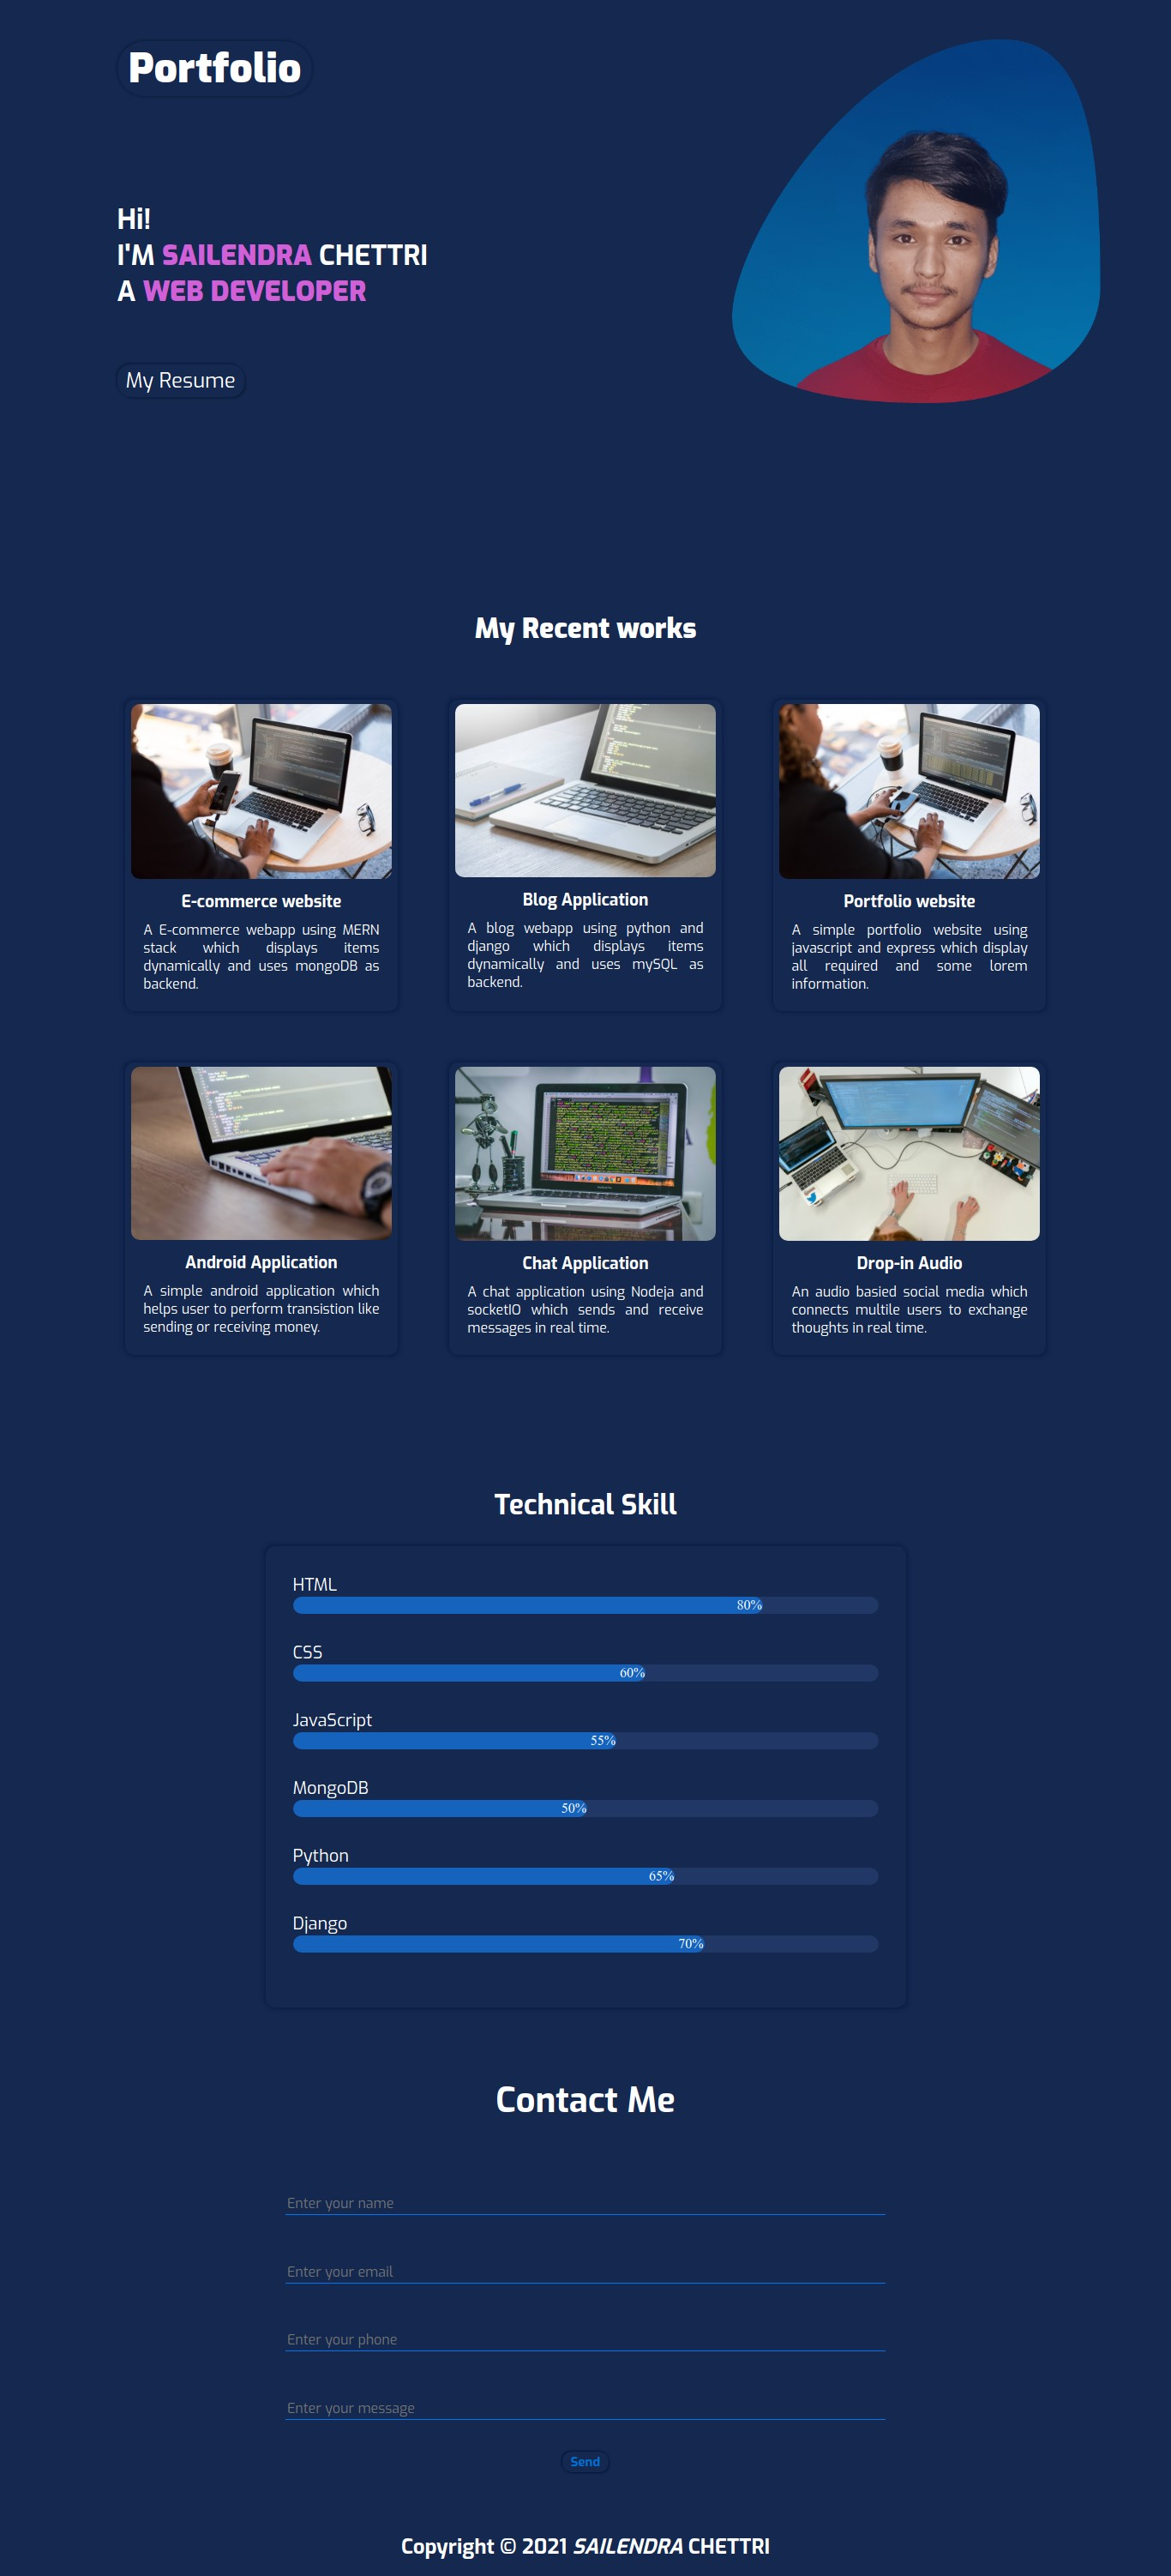 Portfolio
Hi!
I'M SAILENDRA CHETTRI
A WEB DEVELOPER
My Resume
My Recent works
E-commerce website
A E-commerce webapp using MERN
stack which displays items
dynamically and uses mongoDB as
backend.
Blog Application
A blog webapp using python and
django which displays items
dynamically and uses mySQL as
backend.
Portfolio website
A simple portfolio website using
javascript and express which display
all required and some lorem
information.
Android Application
A simple android application which
helps user to perform transistion like
sending or receiving money.
Chat Application
A chat application using Nodeja and
socketIO which sends and receive
messages in real time.
Drop-in Audio
An audio basied social media which
connects multile users to exchange
thoughts in real time.
Technical Skill
HTML
80%
CSS
60%
JavaScript
55%
MongoDB
50%
Python
65%
Django
70%
Contact Me
Enter your name
Enter your email
Enter your phone
Enter your message
Send
Copyright © 2021 SAILENDRA CHETTRI